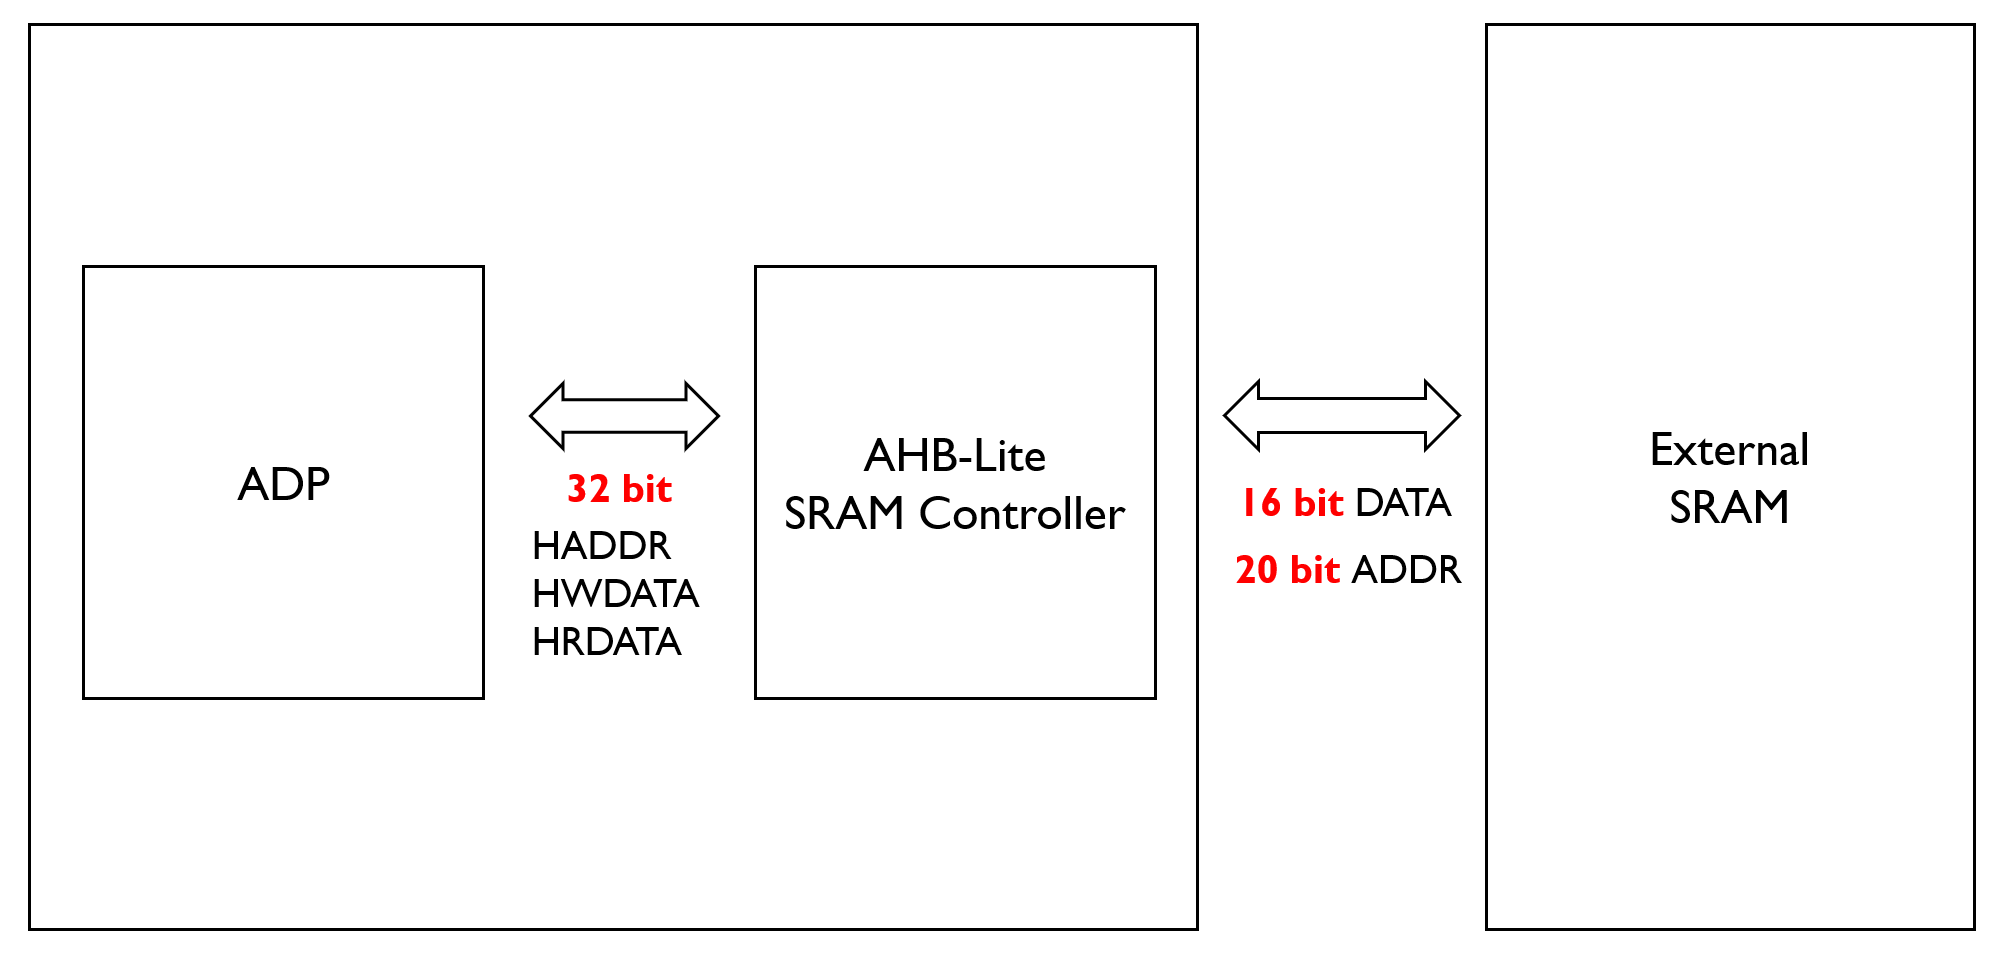 ADP
32 bit
HADDR
HWDATA
HRDATA
AHB-Lite
SRAM Controller
16 bit DATA
20 bit ADDR
External
SRAM